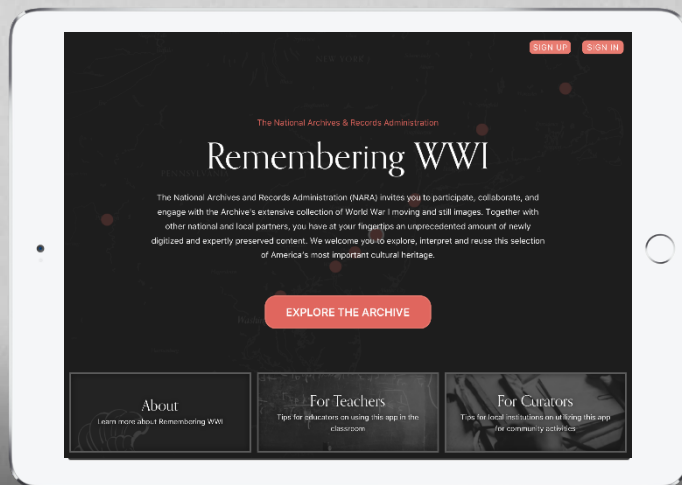 SIGN UP SIGN IN
NEW YORK
The National Archives & Records Administration
Remembering WWI
PENNSYLVANIA
The National Archives and Records Administration (NARA) invites you to participate, collaborate, and
engage with the Archive's extensive collection of World War I moving and still images. Together with
other national and local partners, you have at your fingertips an unprecedented amount of newly
digitized and expertly preserved content. We welcome you to explore, interpret and reuse this selection
of America's most important cultural heritage.
EXPLORE THE ARCHIVE
About
Learn more about Remembering WWI
For Teachers
Tips for educators on using this app in the
classroom
For Curators
Tips for local institutions on utilizing this app
for community activities